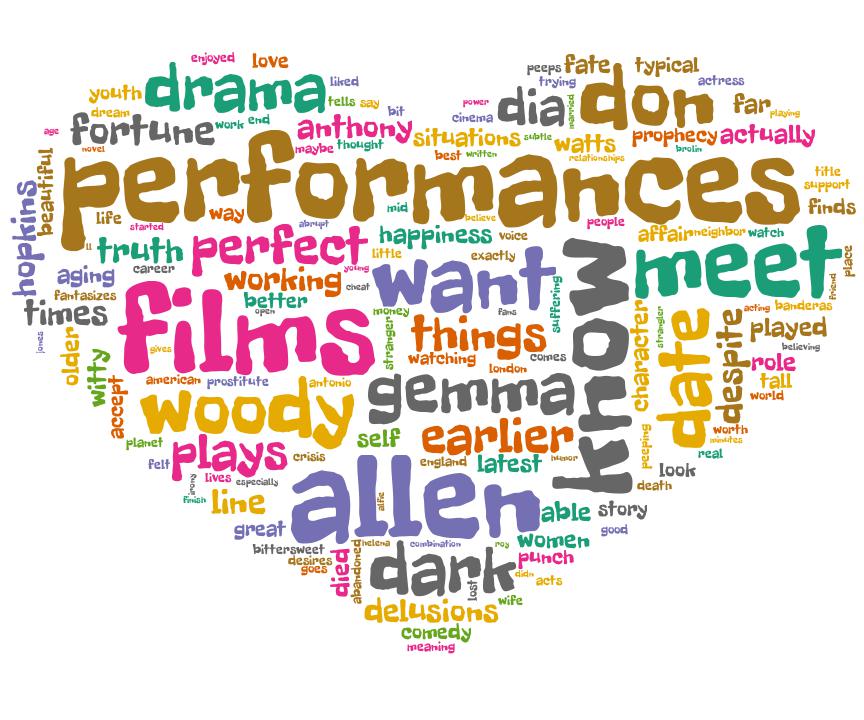 enjoyed
love
peeps
fate
typical
drama
liked
trying
actress
youth
tells
say
power
dia
don
far
playing
dream
bit
cinema
married
fortune
work
end
anthony
situations
subtle
watts
prophecy
actually
age
novel
maybe
thought
best
written
relationships
brolin
beautiful
performances
title
support
hopkins
life
way
mid
believe
people
finds
started
abrupt
happiness
voice
affair
neighbor
watch
ll
truth
perfect
little
exactly
know
meet
place
aging
career
working
young
cheat
want
suffering
friend
fantasizes
better
times
open
films
money
fans
character
strangler
date
despite
acting
banderas
played
jones
older
gives
stranger
things
watching
london
comes
believing
witty
accept
american
prostitute
antonio
gemma
role
tall
world
woody
planet
self
earlier
peeping
worth
minutes
real
felt
plays
crisis
england
latest
humor
look
death
irony
lives
especially
finish
line
allen
alfie
able
story
great
good
women
bittersweet
desires
goes
died
abandoned
helena
combination
roy
dark
punch
lost
didn
acts
wife
delusions
comedy
meaning